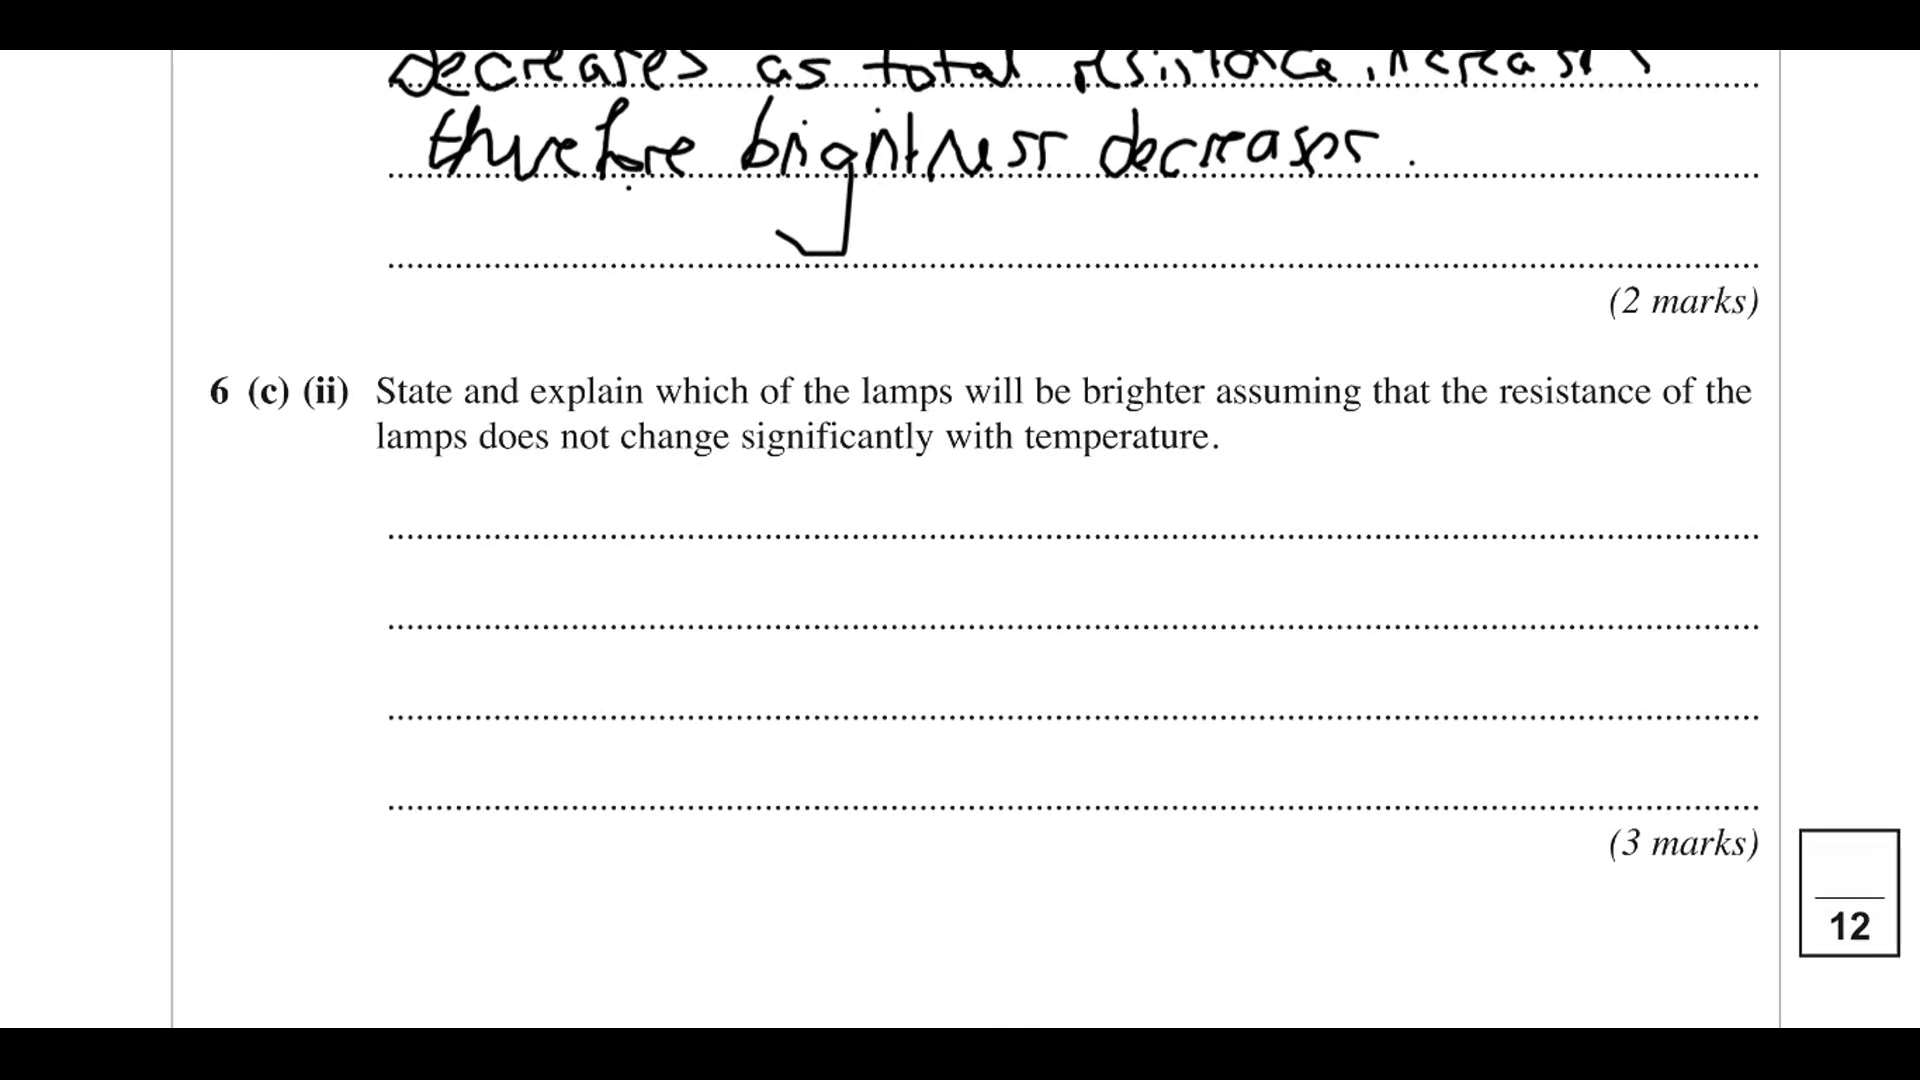 decreases as total resistance increases
therefore brightness decreases.
(2 marks)
6 (c) (ii) State and explain which of the lamps will be brighter assuming that the resistance of the
lamps does not change significantly with temperature.
(3 marks)
12